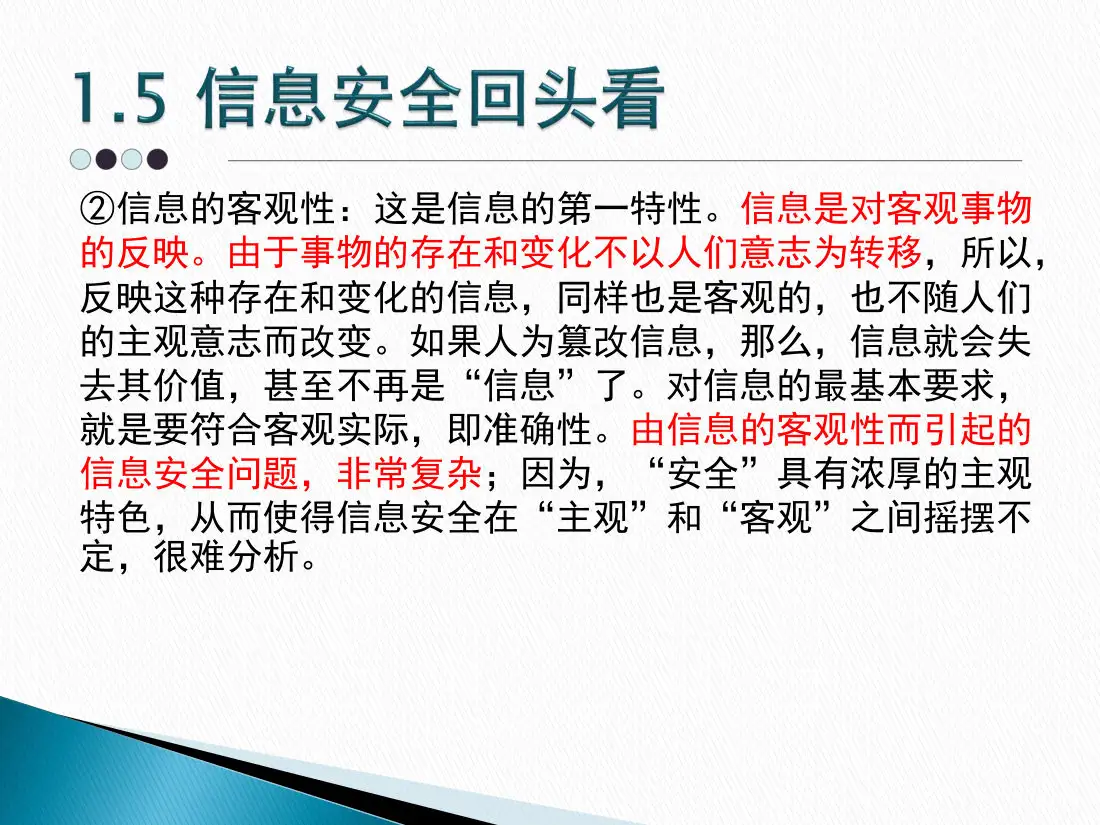 1.5 信息安全回头看
②信息的客观性：这是信息的第一特性。信息是对客观事物
的反映。由于事物的存在和变化不以人们意志为转移，所以，
反映这种存在和变化的信息，同样也是客观的，也不随人们
的主观意志而改变。如果人为篡改信息，那么，信息就会失
去其价值，甚至不再是“信息”了。对信息的最基本要求，
就是要符合客观实际，即准确性。由信息的客观性而引起的
信息安全问题，非常复杂；因为，“安全”具有浓厚的主观
特色，从而使得信息安全在“主观”和“客观”之间摇摆不
定，很难分析。